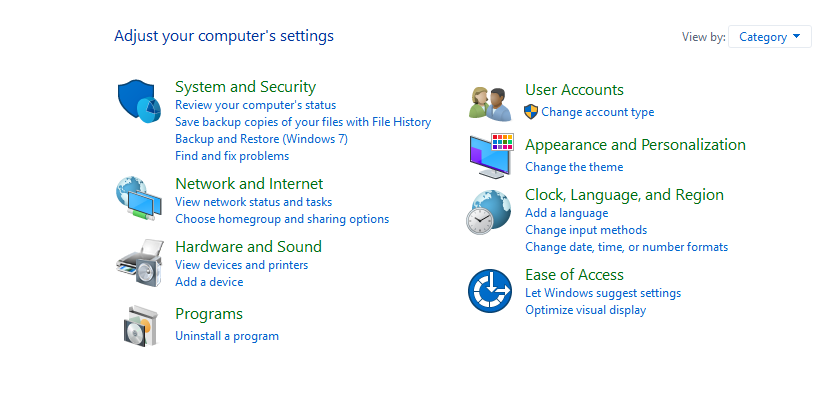 Adjust your computer's settings
View by: Category
System and Security
Review your computer's status
Save backup copies of your files with File History
Backup and Restore (Windows 7)
Find and fix problems
Network and Internet
View network status and tasks
Choose homegroup and sharing options
Hardware and Sound
View devices and printers
Add a device
Programs
Uninstall a program
User Accounts
Change account type
Appearance and Personalization
Change the theme
Clock, Language, and Region
Add a language
Change input methods
Change date, time, or number formats
Ease of Access
Let Windows suggest settings
Optimize visual display